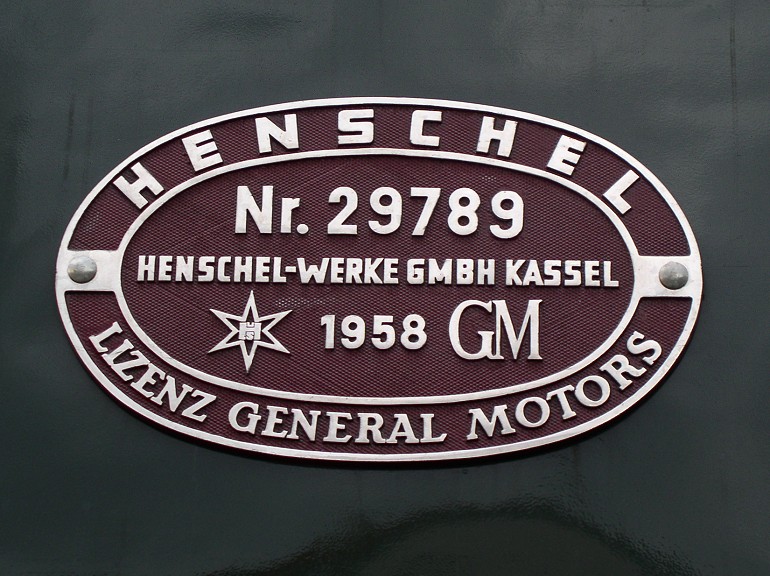 HENSCHEL
Nr. 29789
HENSCHEL-WERKE GMBH KASSEL
1958 GM
LIZENZ GENERAL MOTORS